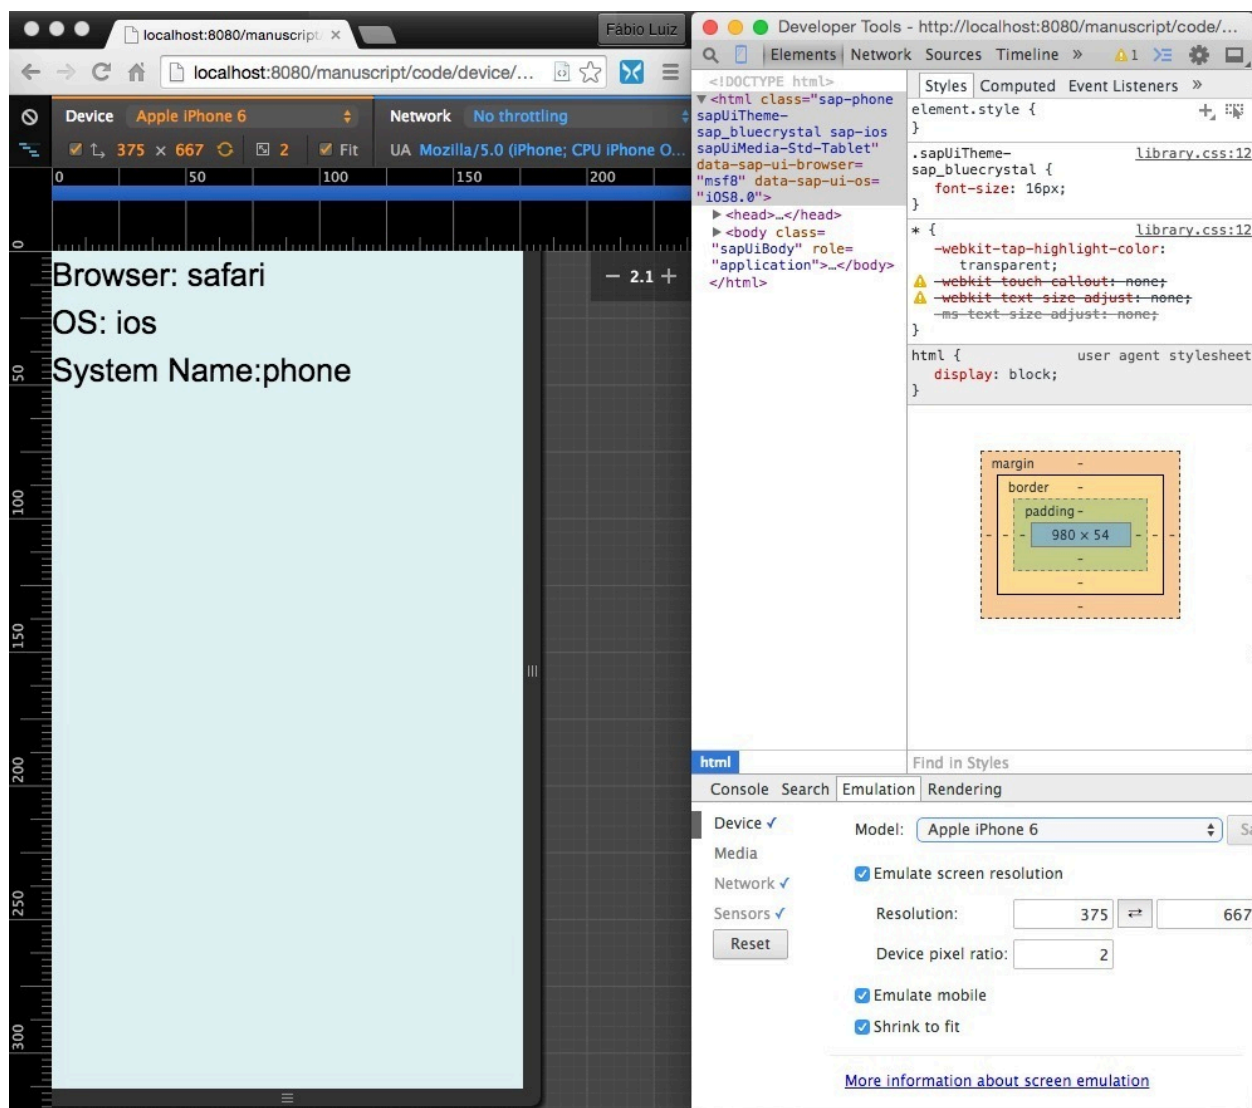 localhost:8080/manuscript
Fábio Luiz
localhost:8080/manuscript/code/device/...
Device Apple iPhone 6
Network No throttling
375 × 667 2 Fit
UA Mozilla/5.0 (iPhone; CPU iPhone O...
0 50 100 150 200
0
50
100
150
200
250
300
Browser: safari
OS: ios
System Name:phone
− 2.1 +
Developer Tools - http://localhost:8080/manuscript/code/...
Elements Network Sources Timeline » 1
<!DOCTYPE html>
▼<html class="sap-phone
sapUiTheme-
sap_bluecrystal sap-ios
sapUiMedia-Std-Tablet"
data-sap-ui-browser=
"msf8" data-sap-ui-os=
"iOS8.0">
▶<head>…</head>
▶<body class=
"sapUiBody" role=
"application">…</body>
</html>
Styles Computed Event Listeners »
element.style {
}
.sapUiTheme- library.css:12
sap_bluecrystal {
font-size: 16px;
}
* { library.css:12
-webkit-tap-highlight-color:
transparent;
-webkit-touch-callout: none;
-webkit-text-size-adjust: none;
-ms-text-size-adjust: none;
}
html { user agent stylesheet
display: block;
}
margin -
border -
padding -
- - - 980 × 54 - - -
-
-
-
html
Find in Styles
Console Search Emulation Rendering
Device ✓
Media
Network ✓
Sensors ✓
Reset
Model: Apple iPhone 6
Emulate screen resolution
Resolution: 375 667
Device pixel ratio: 2
Emulate mobile
Shrink to fit
More information about screen emulation